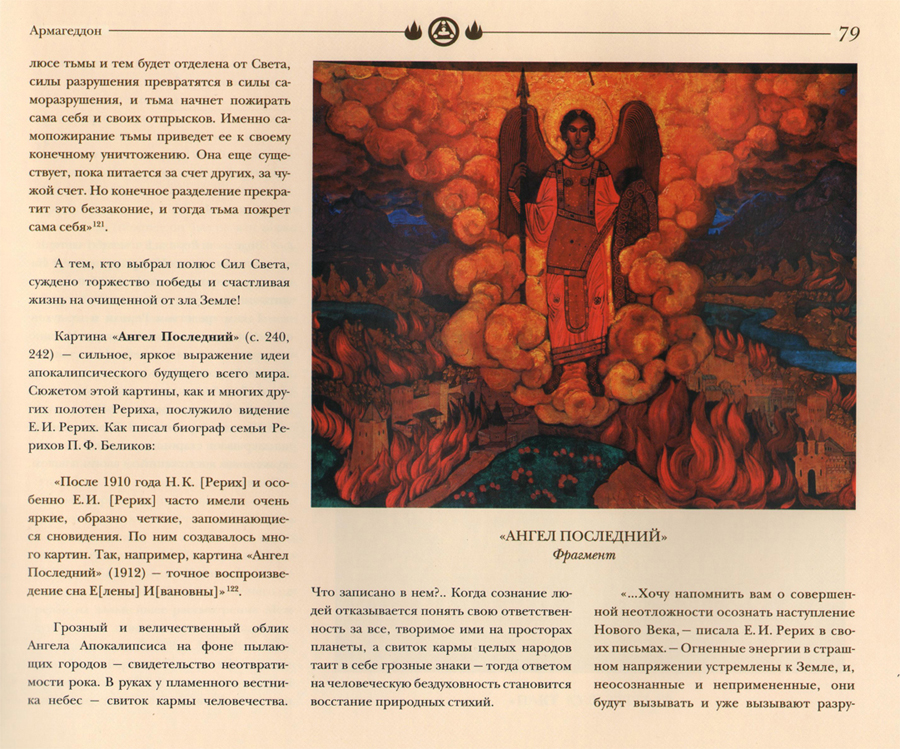 Армагеддон
79
люсе тьмы и тем будет отделена от Света,
силы разрушения превратятся в силы са-
моразрушения, и тьма начнет пожирать
сама себя и своих отпрысков. Именно са-
мопожирание тьмы приведет ее к своему
конечному уничтожению. Она еще суще-
ствует, пока питается за счет других, за чу-
жой счет. Но конечное разделение прекра-
тит это беззаконие, и тогда тьма пожрет
сама себя»¹²¹.
А тем, кто выбрал полюс Сил Света,
суждено торжество победы и счастливая
жизнь на очищенной от зла Земле!
Картина «Ангел Последний» (с. 240,
242) — сильное, яркое выражение идеи
апокалипсического будущего всего мира.
Сюжетом этой картины, как и многих дру-
гих полотен Рериха, послужило видение
Е. И. Рерих. Как писал биограф семьи Ре-
рихов П. Ф. Беликов:
«После 1910 года Н. К. [Рерих] и осо-
бенно Е. И. [Рерих] часто имели очень
яркие, образно четкие, запоминающие-
ся сновидения. По ним создавалось мно-
го картин. Так, например, картина «Ангел
Последний» (1912) — точное воспроизве-
дение сна Е[лены] И[вановны]»¹²².
Грозный и величественный облик
Ангела Апокалипсиса на фоне пылаю-
щих городов — свидетельство неотврати-
мости рока. В руках у пламенного вестни-
ка небес — свиток кармы человечества.
«АНГЕЛ ПОСЛЕДНИЙ»
Фрагмент
Что записано в нем?.. Когда сознание лю-
дей отказывается понять свою ответствен-
ность за все, творимое ими на просторах
планеты, а свиток кармы целых народов
таит в себе грозные знаки — тогда ответом
на человеческую бездуховность становится
восстание природных стихий.
«...Хочу напомнить вам о совершен-
ной неотложности осознать наступление
Нового Века, — писала Е. И. Рерих в сво-
их письмах. — Огненные энергии в страш-
ном напряжении устремлены к Земле, и,
неосознанные и непримененные, они
будут вызывать и уже вызывают разру-